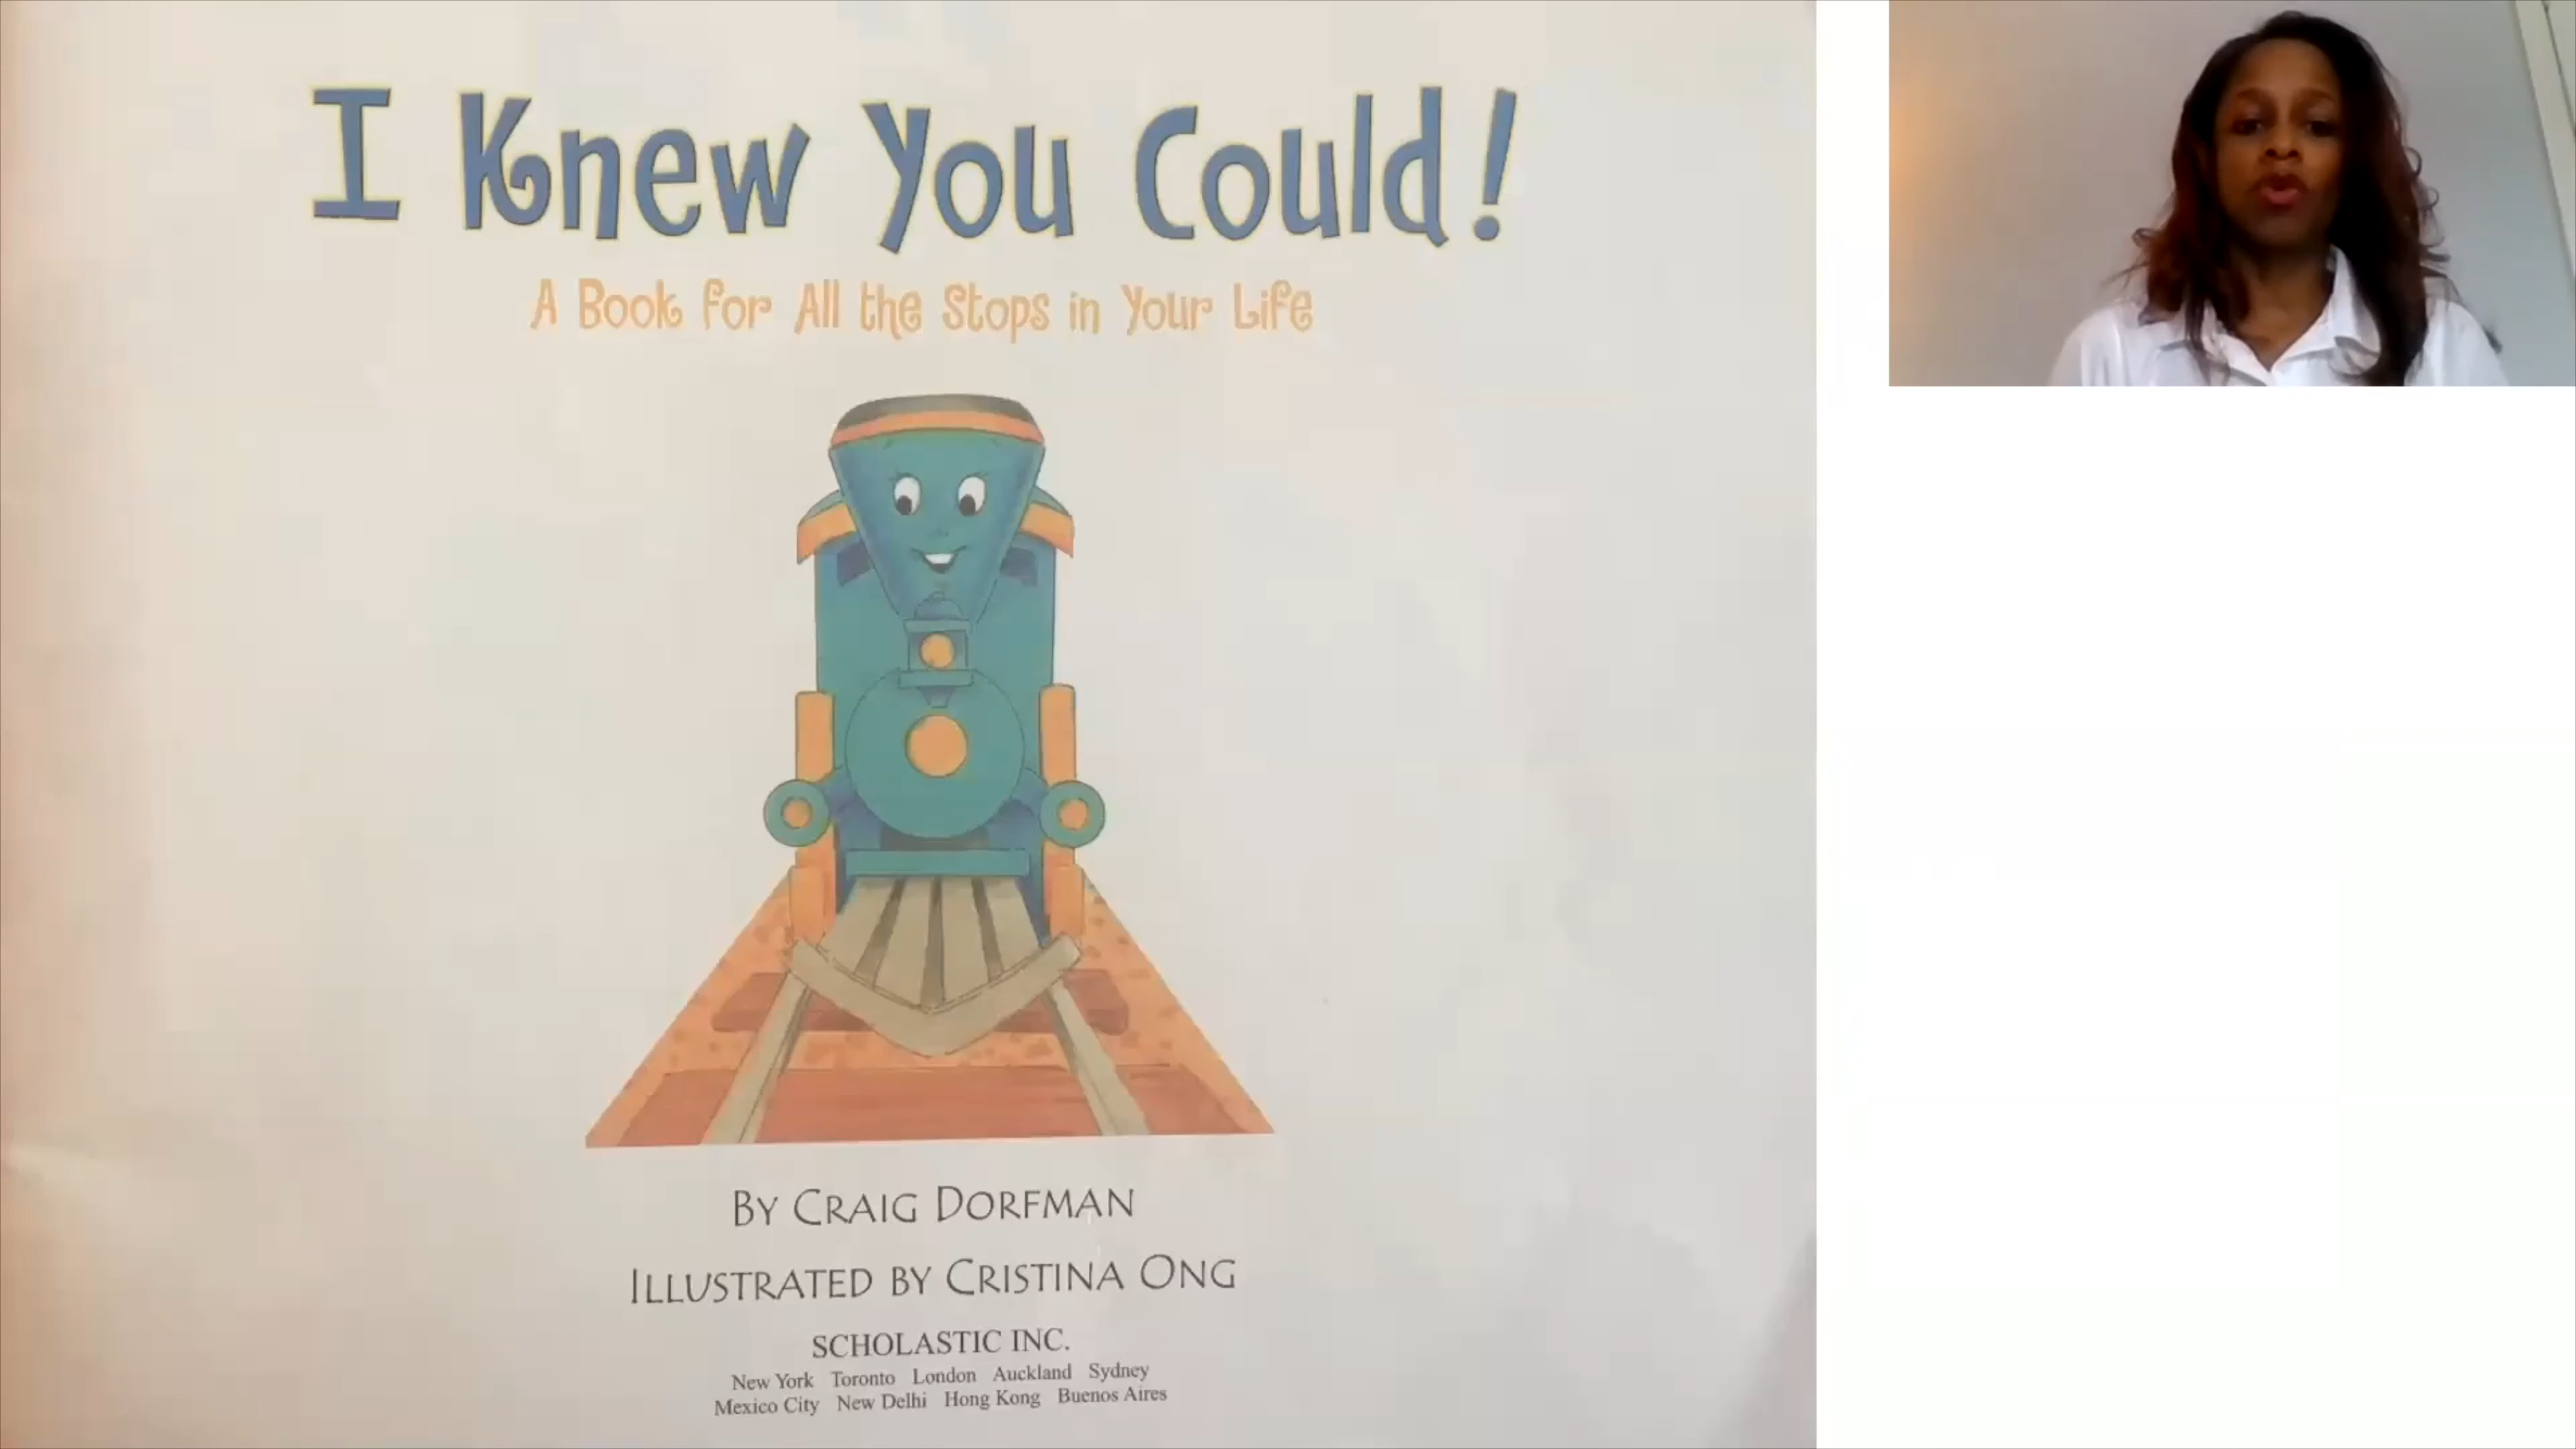 I Knew You Could!
A Book for All the Stops in Your Life
BY CRAIG DORFMAN
ILLUSTRATED BY CRISTINA ONG
SCHOLASTIC INC.
New York Toronto London Auckland Sydney
Mexico City New Delhi Hong Kong Buenos Aires